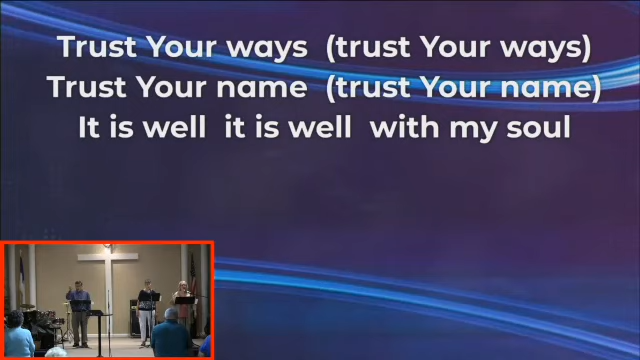 Trust Your ways (trust Your ways)
Trust Your name (trust Your name)
It is well it is well with my soul